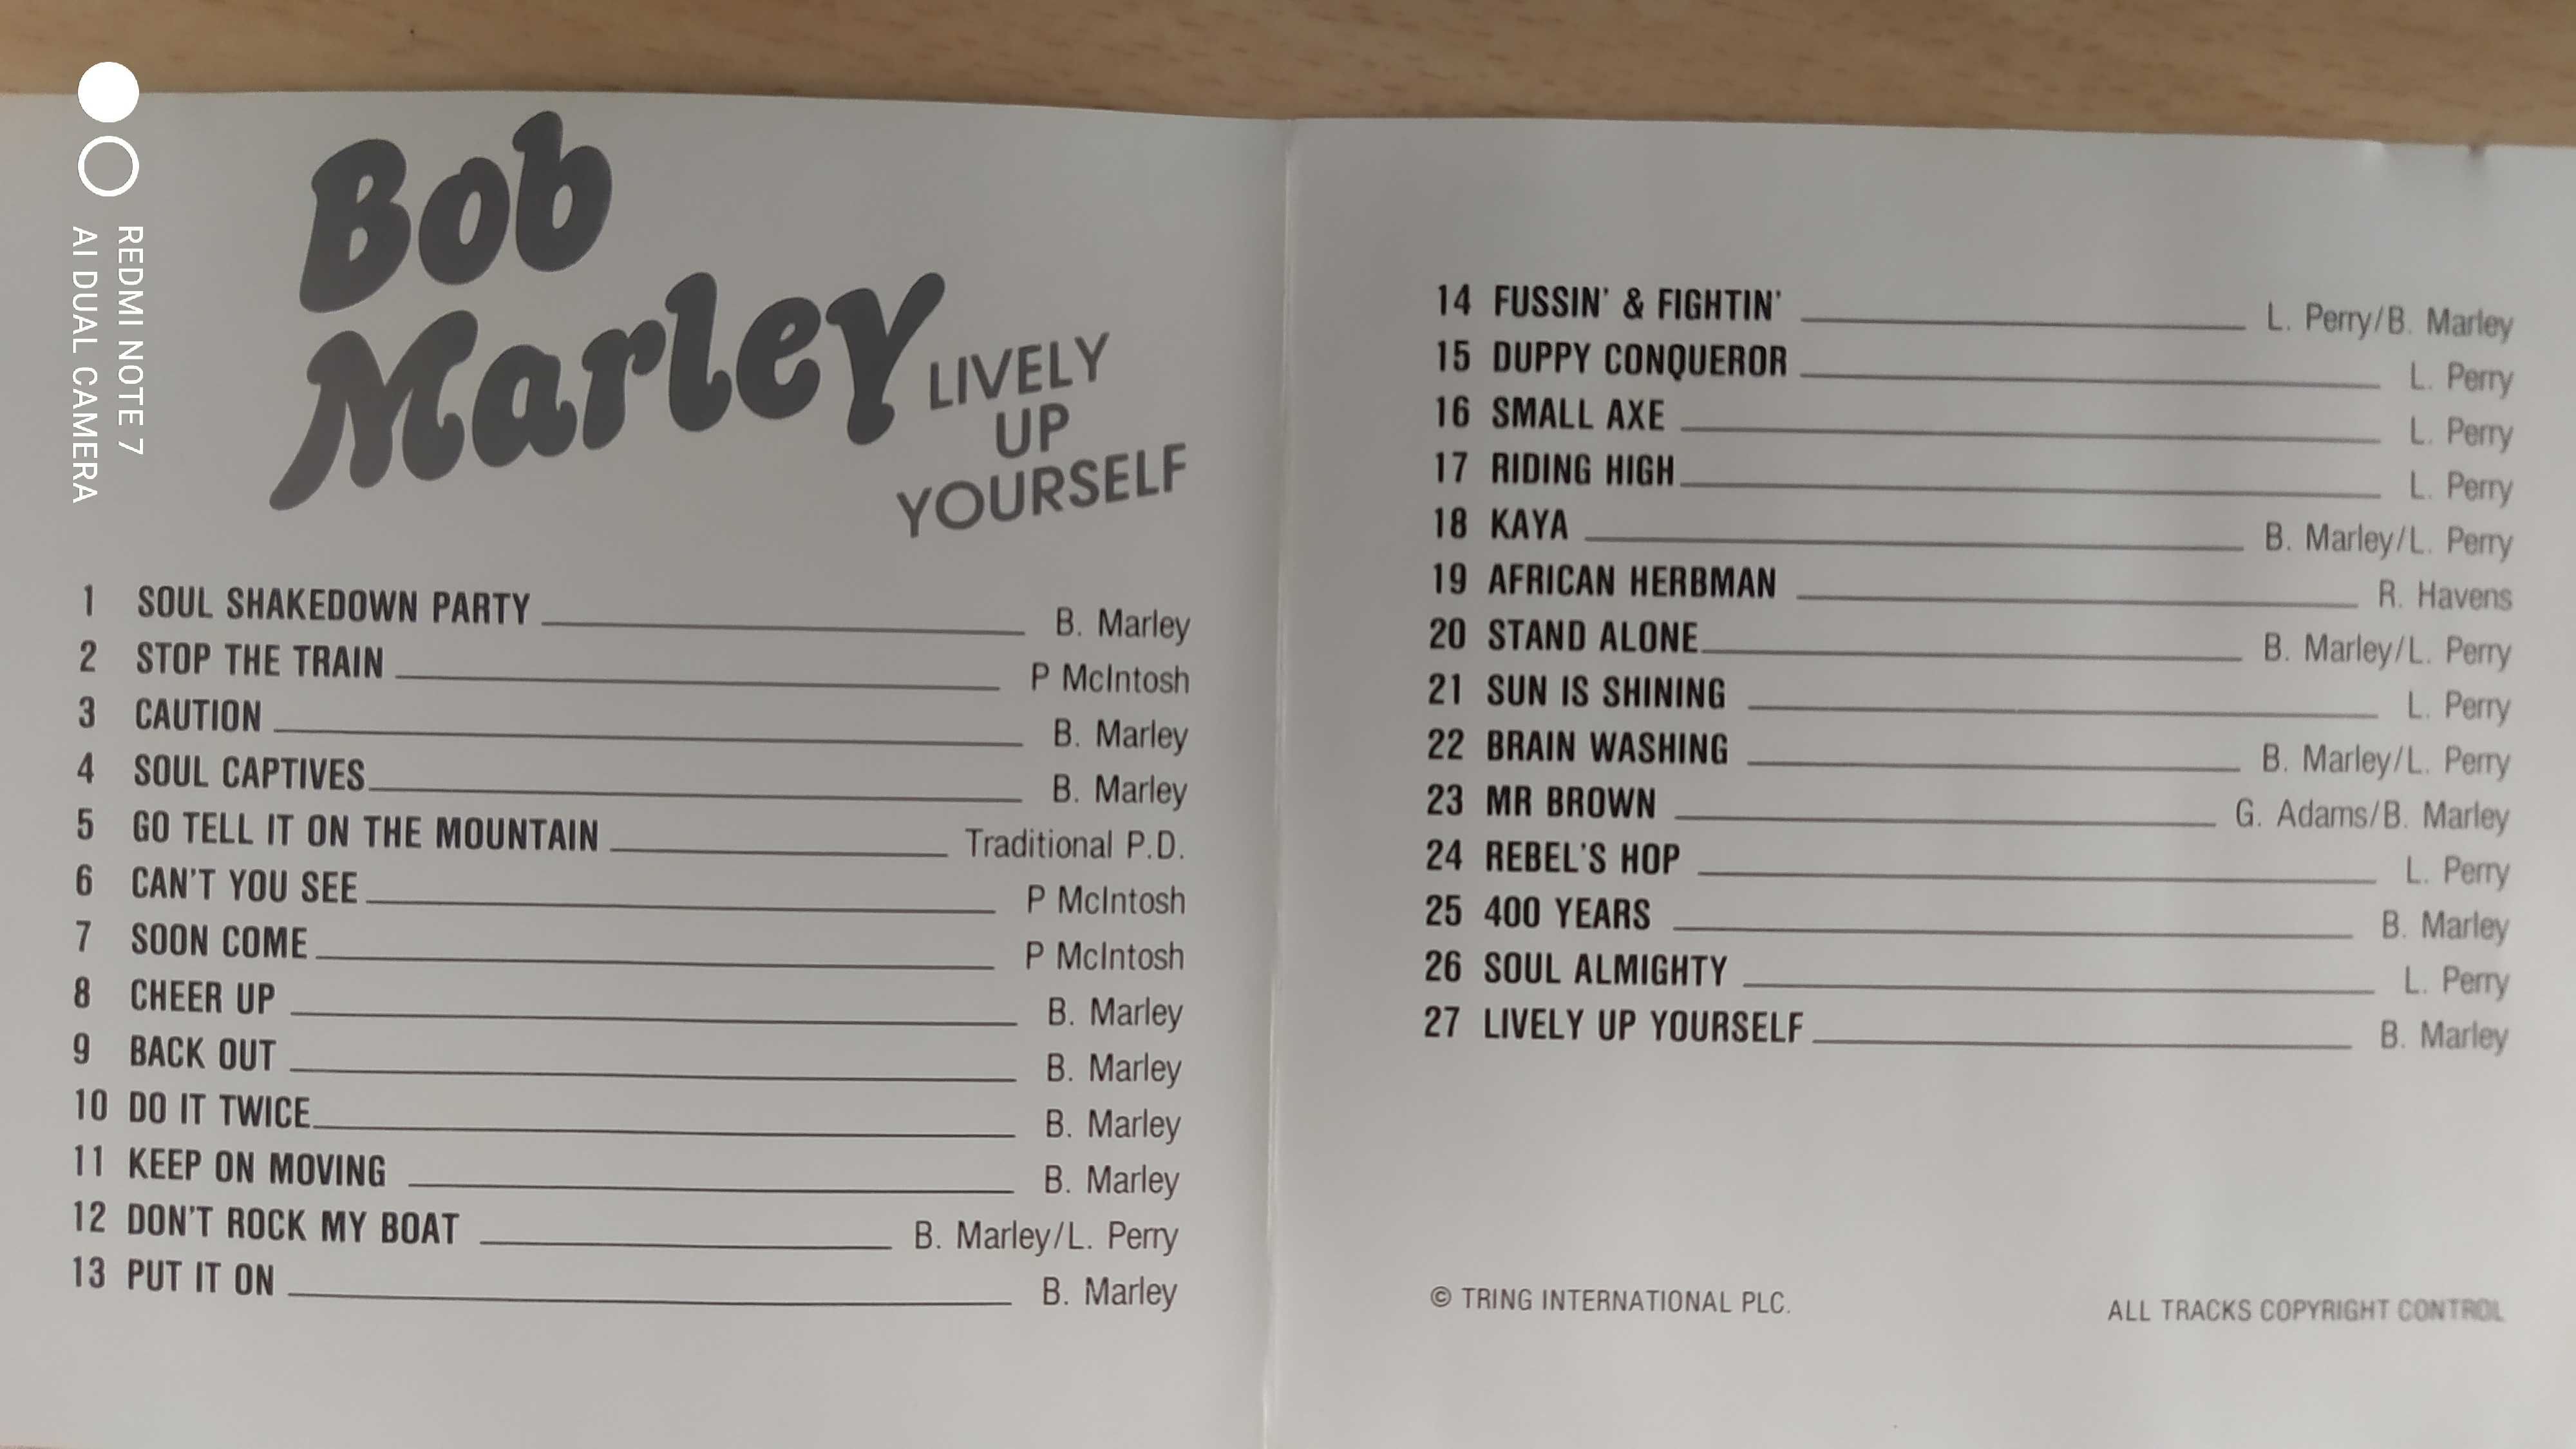 Bob
Marley
LIVELY
UP
YOURSELF
1 SOUL SHAKEDOWN PARTY B. Marley
2 STOP THE TRAIN P McIntosh
3 CAUTION B. Marley
4 SOUL CAPTIVES B. Marley
5 GO TELL IT ON THE MOUNTAIN Traditional P.D.
6 CAN'T YOU SEE P McIntosh
7 SOON COME P McIntosh
8 CHEER UP B. Marley
9 BACK OUT B. Marley
10 DO IT TWICE B. Marley
11 KEEP ON MOVING B. Marley
12 DON'T ROCK MY BOAT B. Marley/L. Perry
13 PUT IT ON B. Marley
14 FUSSIN' & FIGHTIN' L. Perry/B. Marley
15 DUPPY CONQUEROR L. Perry
16 SMALL AXE L. Perry
17 RIDING HIGH L. Perry
18 KAYA B. Marley/L. Perry
19 AFRICAN HERBMAN R. Havens
20 STAND ALONE B. Marley/L. Perry
21 SUN IS SHINING L. Perry
22 BRAIN WASHING B. Marley/L. Perry
23 MR BROWN G. Adams/B. Marley
24 REBEL'S HOP L. Perry
25 400 YEARS B. Marley
26 SOUL ALMIGHTY L. Perry
27 LIVELY UP YOURSELF B. Marley
© TRING INTERNATIONAL PLC.
ALL TRACKS COPYRIGHT CONTROL
REDMI NOTE 7
AI DUAL CAMERA